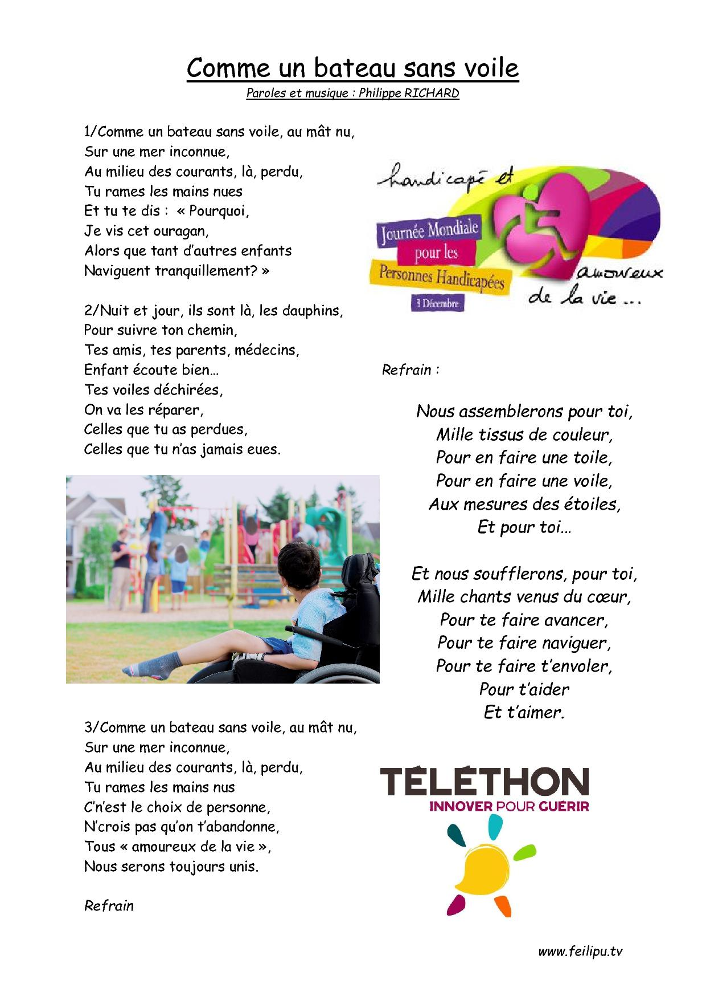 Comme un bateau sans voile
Paroles et musique : Philippe RICHARD
1/Comme un bateau sans voile, au mât nu,
Sur une mer inconnue,
Au milieu des courants, là, perdu,
Tu rames les mains nues
Et tu te dis :  « Pourquoi,
Je vis cet ouragan,
Alors que tant d’autres enfants
Naviguent tranquillement? »
2/Nuit et jour, ils sont là, les dauphins,
Pour suivre ton chemin,
Tes amis, tes parents, médecins,
Enfant écoute bien…
Tes voiles déchirées,
On va les réparer,
Celles que tu as perdues,
Celles que tu n’as jamais eues.
handicapé et
Journée Mondiale
pour les
Personnes Handicapées
3 Décembre
amoureux
de la vie ...
Refrain :
Nous assemblerons pour toi,
Mille tissus de couleur,
Pour en faire une toile,
Pour en faire une voile,
Aux mesures des étoiles,
Et pour toi…
Et nous soufflerons, pour toi,
Mille chants venus du cœur,
Pour te faire avancer,
Pour te faire naviguer,
Pour te faire t’envoler,
Pour t’aider
Et t’aimer.
3/Comme un bateau sans voile, au mât nu,
Sur une mer inconnue,
Au milieu des courants, là, perdu,
Tu rames les mains nus
C’n’est le choix de personne,
N’crois pas qu’on t’abandonne,
Tous « amoureux de la vie »,
Nous serons toujours unis.
Refrain
TÉLÉTHON
INNOVER POUR GUÉRIR
www.feilipu.tv